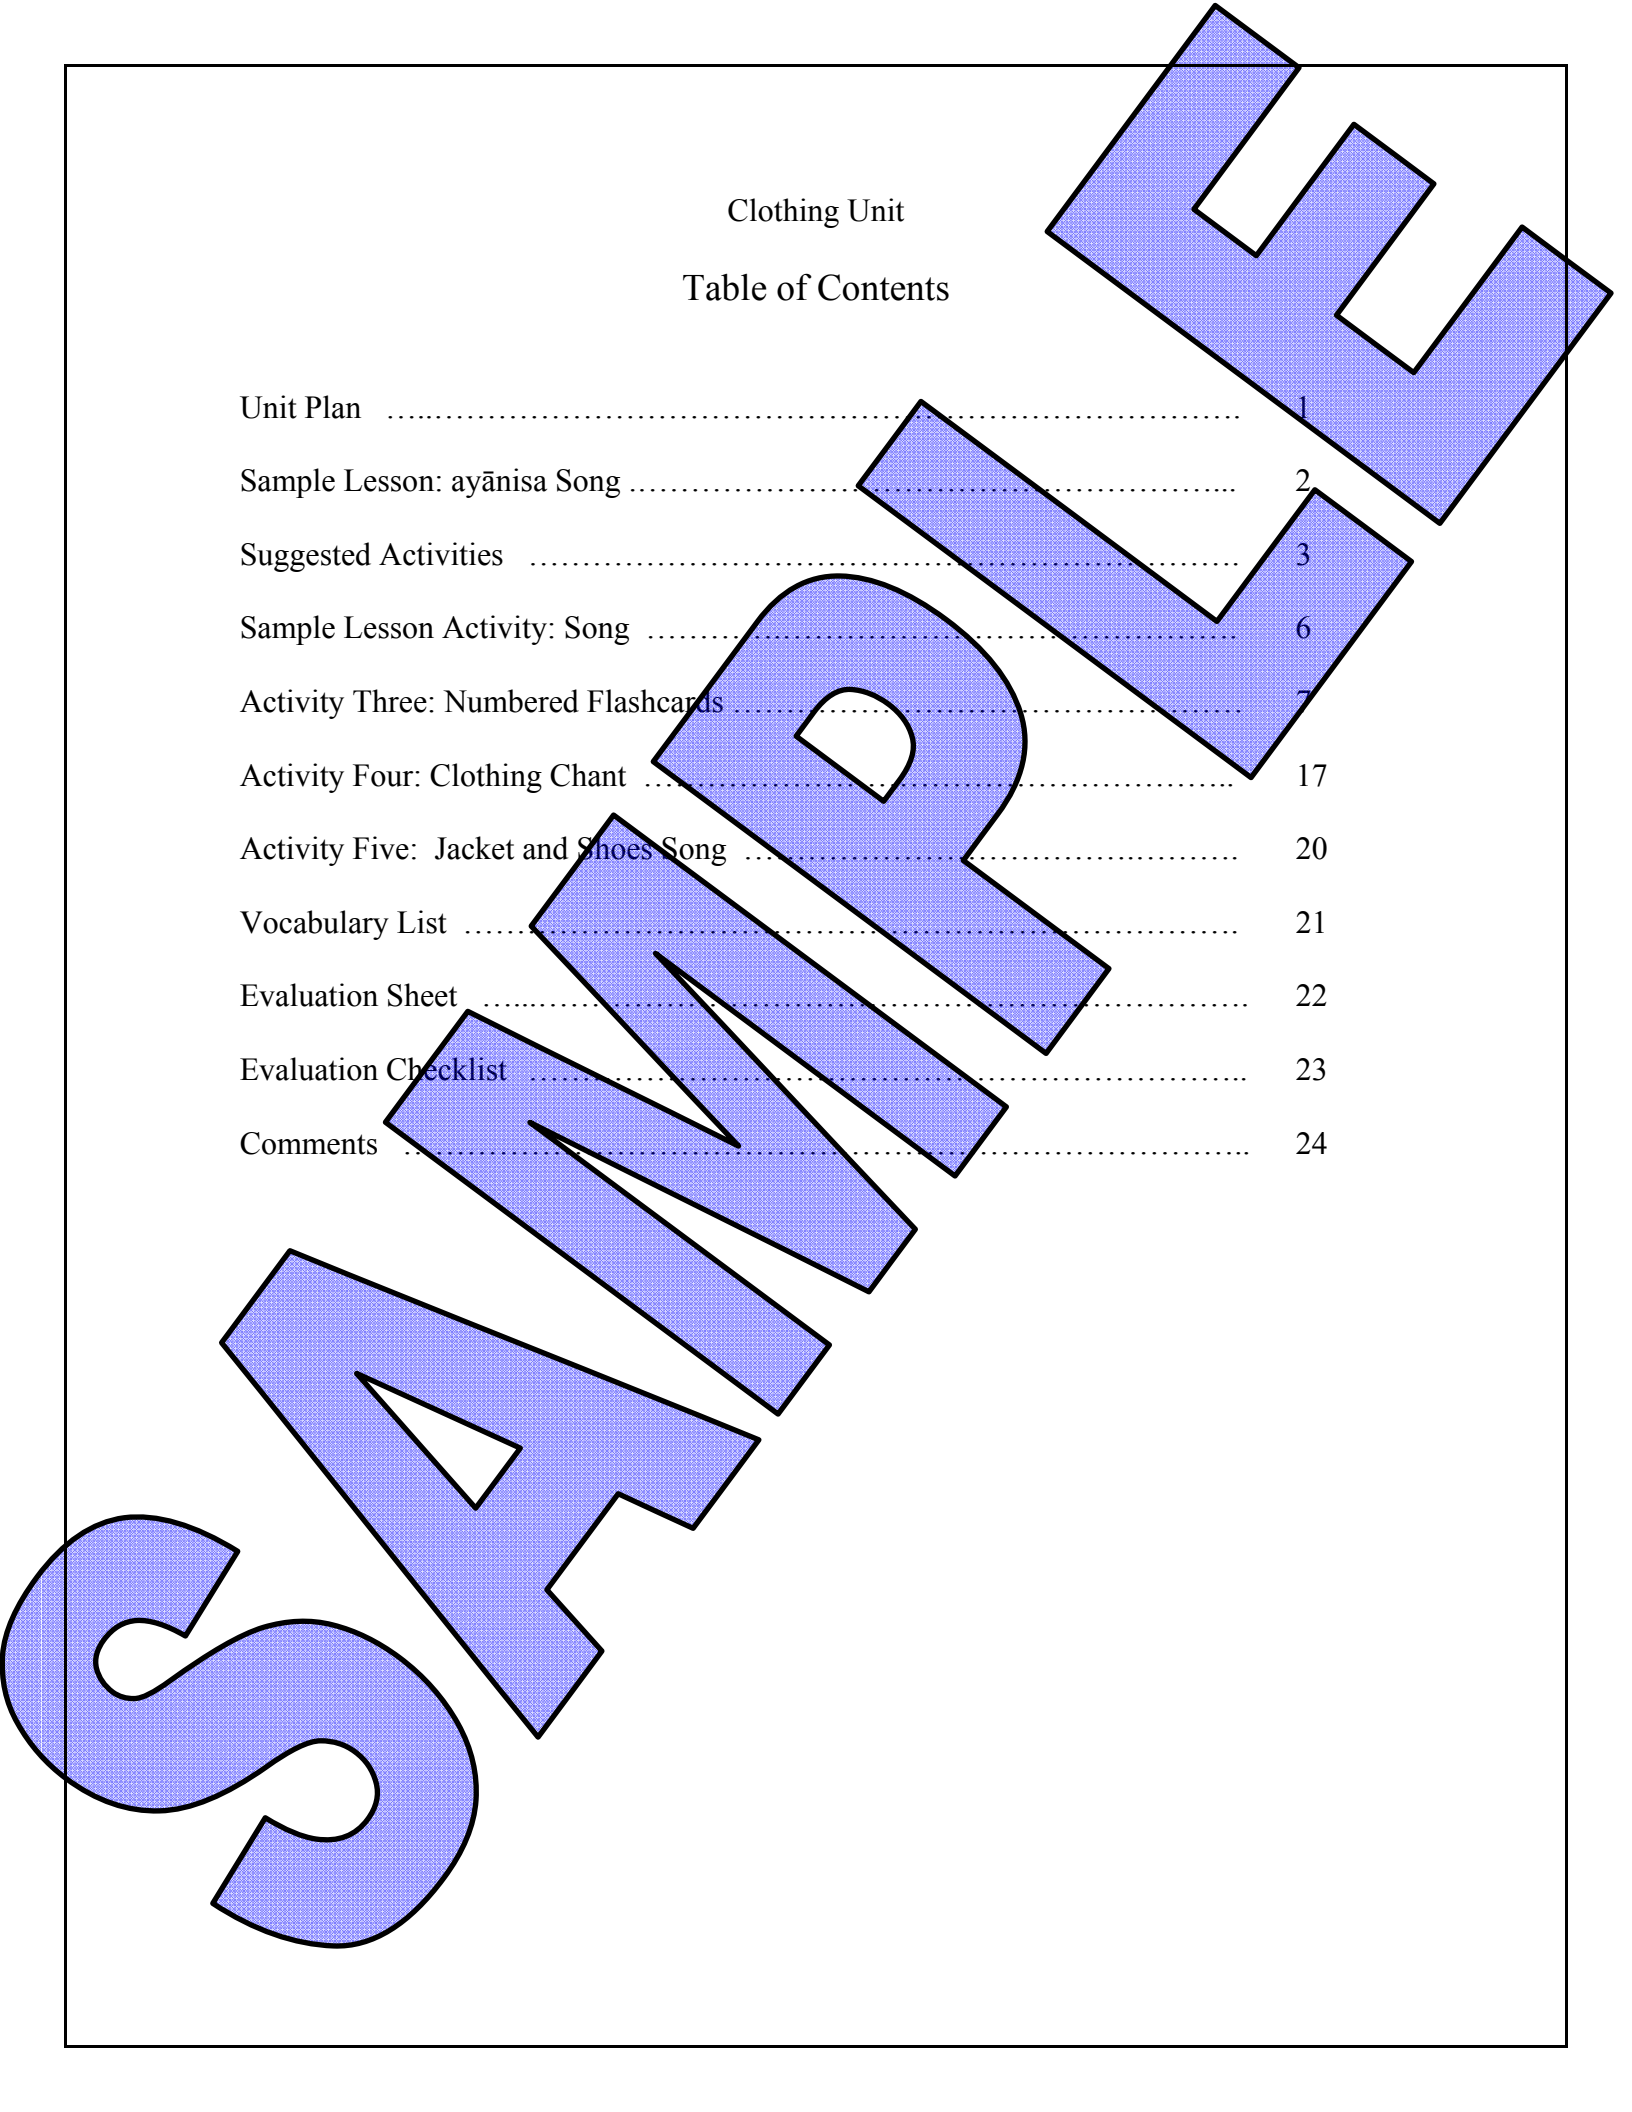 Clothing Unit
Table of Contents
Unit Plan …..……………………………………………………………………. 1
Sample Lesson: ayānisa Song ………………………………………………... 2
Suggested Activities …………………………………………………………. 3
Sample Lesson Activity: Song ………………………………………………. 6
Activity Three: Numbered Flashcards ………………………………………. 7
Activity Four: Clothing Chant ……………………………………………….. 17
Activity Five:  Jacket and Shoes Song ……………………………….………. 20
Vocabulary List ………………………………………………………………. 21
Evaluation Sheet …...…………………………………………………………. 22
Evaluation Checklist ………………………………………………………….. 23
Comments …………………………………………………………………….. 24
SAMPLE